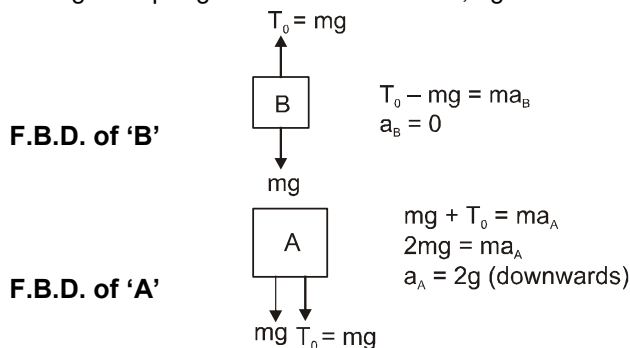 T₀ = mg
B
T₀ – mg = ma_B
a_B = 0
F.B.D. of ‘B’
mg
mg + T₀ = ma_A
A
2mg = ma_A
a_A = 2g (downwards)
F.B.D. of ‘A’
mg T₀ = mg